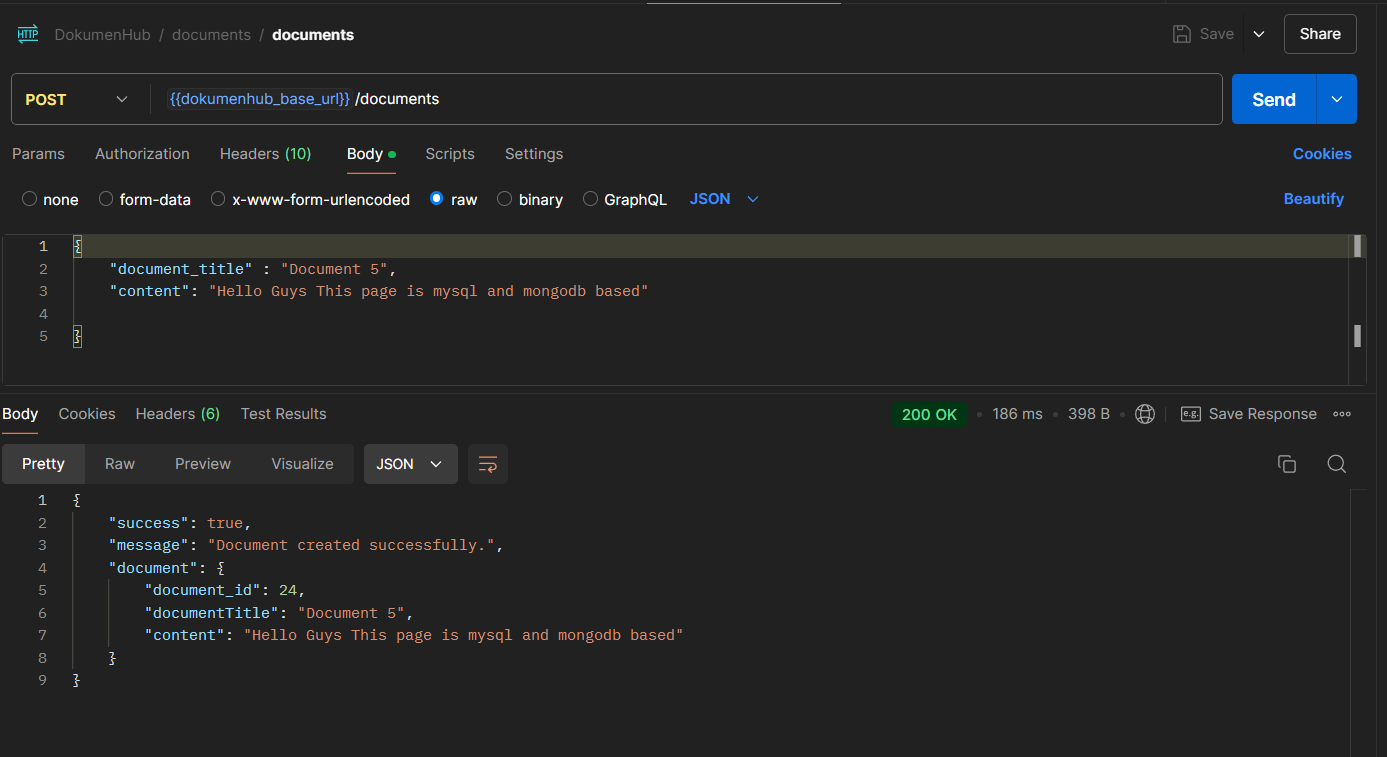 HTTP DokumenHub / documents / documents Save Share
POST {{dokumenhub_base_url}} /documents Send
Params Authorization Headers (10) Body Scripts Settings Cookies
none form-data x-www-form-urlencoded raw binary GraphQL JSON Beautify
1 {
2 "document_title" : "Document 5",
3 "content": "Hello Guys This page is mysql and mongodb based"
4
5 }
Body Cookies Headers (6) Test Results 200 OK 186 ms 398 B e.g. Save Response
Pretty Raw Preview Visualize JSON
1 {
2 "success": true,
3 "message": "Document created successfully.",
4 "document": {
5 "document_id": 24,
6 "documentTitle": "Document 5",
7 "content": "Hello Guys This page is mysql and mongodb based"
8 }
9 }